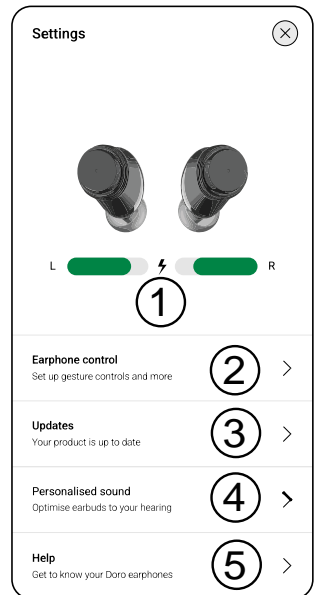 Settings
L R
1
Earphone control
Set up gesture controls and more
2
Updates
Your product is up to date
3
Personalised sound
Optimise earbuds to your hearing
4
Help
Get to know your Doro earphones
5